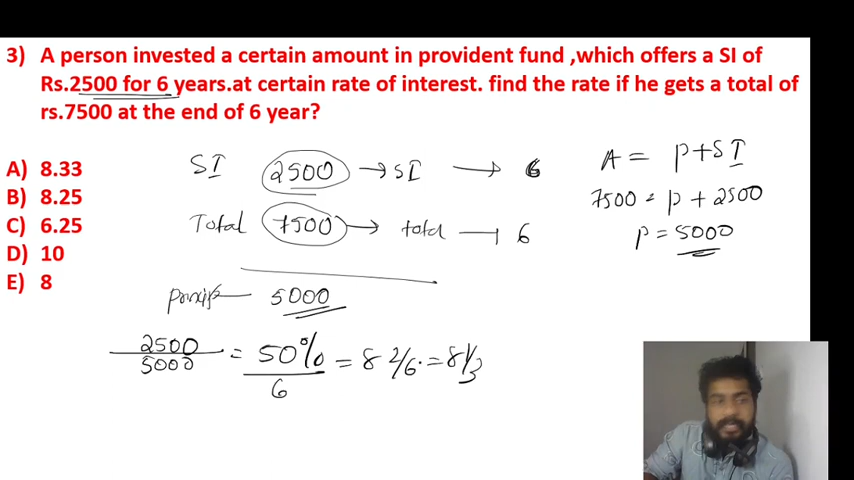 3) A person invested a certain amount in provident fund ,which offers a SI of
Rs.2500 for 6 years.at certain rate of interest. find the rate if he gets a total of
rs.7500 at the end of 6 year?
A) 8.33
B) 8.25
C) 6.25
D) 10
E) 8
SI 2500 → SI → 6
Total 7500 → total → 6
5000
2500/5000 = 50%/6 = 8 2/6 = 8 1/3
A = P+SI
7500 = P + 2500
P = 5000